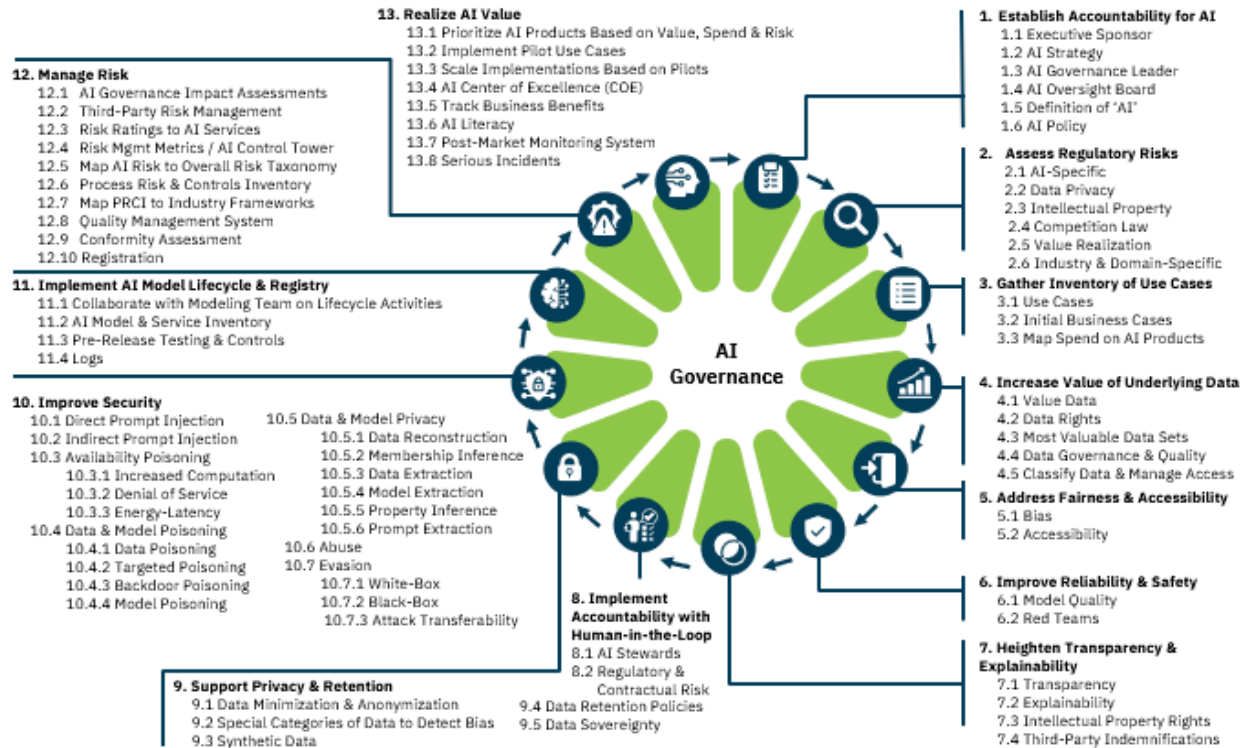 13. Realize AI Value
13.1 Prioritize AI Products Based on Value, Spend & Risk
13.2 Implement Pilot Use Cases
13.3 Scale Implementations Based on Pilots
13.4 AI Center of Excellence (COE)
13.5 Track Business Benefits
13.6 AI Literacy
13.7 Post-Market Monitoring System
13.8 Serious Incidents
1. Establish Accountability for AI
1.1 Executive Sponsor
1.2 AI Strategy
1.3 AI Governance Leader
1.4 AI Oversight Board
1.5 Definition of "AI"
1.6 AI Policy
2. Assess Regulatory Risks
2.1 AI-Specific
2.2 Data Privacy
2.3 Intellectual Property
2.4 Competition Law
2.5 Value Realization
2.6 Industry & Domain-Specific
3. Gather Inventory of Use Cases
3.1 Use Cases
3.2 Initial Business Cases
3.3 Map Spend on AI Products
4. Increase Value of Underlying Data
4.1 Value Data
4.2 Data Rights
4.3 Most Valuable Data Sets
4.4 Data Governance & Quality
4.5 Classify Data & Manage Access
5. Address Fairness & Accessibility
5.1 Bias
5.2 Accessibility
6. Improve Reliability & Safety
6.1 Model Quality
6.2 Red Teams
7. Heighten Transparency &
Explainability
7.1 Transparency
7.2 Explainability
7.3 Intellectual Property Rights
7.4 Third-Party Indemnifications
8. Implement
Accountability with
Human-in-the-Loop
8.1 AI Stewards
8.2 Regulatory &
Contractual Risk
9. Support Privacy & Retention
9.1 Data Minimization & Anonymization
9.2 Special Categories of Data to Detect Bias
9.3 Synthetic Data
9.4 Data Retention Policies
9.5 Data Sovereignty
10. Improve Security
10.1 Direct Prompt Injection
10.2 Indirect Prompt Injection
10.3 Availability Poisoning
10.3.1 Increased Computation
10.3.2 Denial of Service
10.3.3 Energy-Latency
10.4 Data & Model Poisoning
10.4.1 Data Poisoning
10.4.2 Targeted Poisoning
10.4.3 Backdoor Poisoning
10.4.4 Model Poisoning
10.5 Data & Model Privacy
10.5.1 Data Reconstruction
10.5.2 Membership Inference
10.5.3 Data Extraction
10.5.4 Model Extraction
10.5.5 Property Inference
10.5.6 Prompt Extraction
10.6 Abuse
10.7 Evasion
10.7.1 White-Box
10.7.2 Black-Box
10.7.3 Attack Transferability
11. Implement AI Model Lifecycle & Registry
11.1 Collaborate with Modeling Team on Lifecycle Activities
11.2 AI Model & Service Inventory
11.3 Pre-Release Testing & Controls
11.4 Logs
12. Manage Risk
12.1 AI Governance Impact Assessments
12.2 Third-Party Risk Management
12.3 Risk Ratings to AI Services
12.4 Risk Mgmt Metrics / AI Control Tower
12.5 Map AI Risk to Overall Risk Taxonomy
12.6 Process Risk & Controls Inventory
12.7 Map PRCI to Industry Frameworks
12.8 Quality Management System
12.9 Conformity Assessment
12.10 Registration
AI
Governance